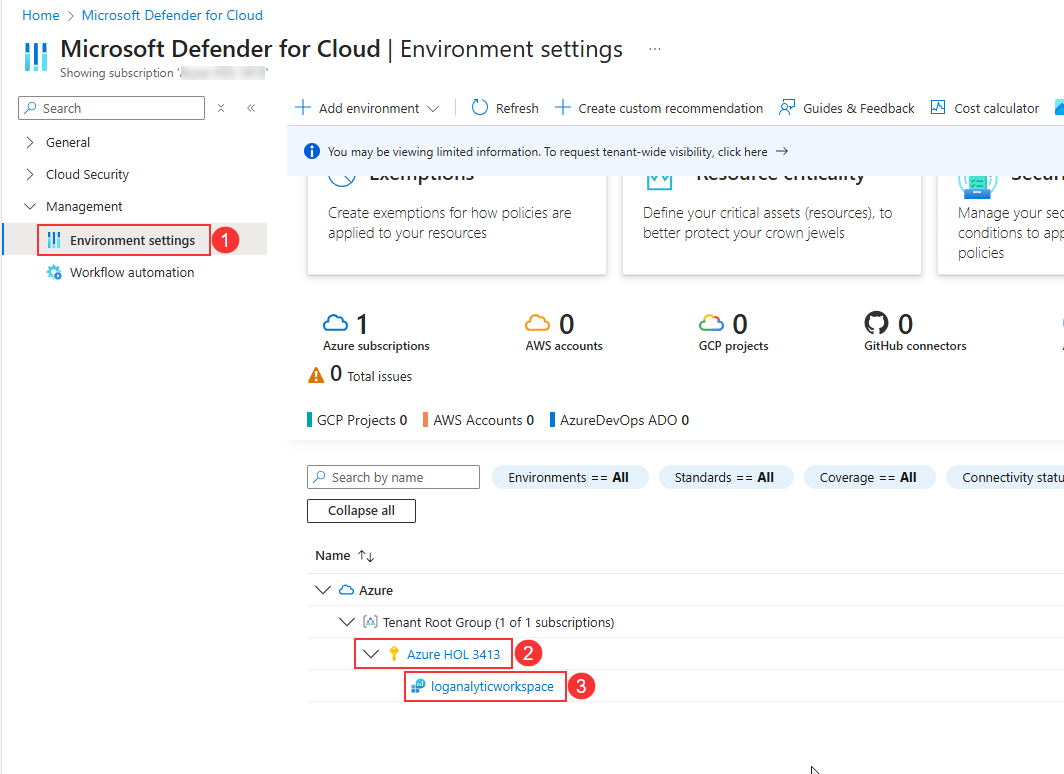 Home > Microsoft Defender for Cloud
Microsoft Defender for Cloud | Environment settings ...
Showing subscription '
Search
Add environment
Refresh
Create custom recommendation
Guides & Feedback
Cost calculator
General
Cloud Security
Management
Environment settings 1
Workflow automation
You may be viewing limited information. To request tenant-wide visibility, click here →
Exemptions
Create exemptions for how policies are
applied to your resources
Resource criticality
Define your critical assets (resources), to
better protect your crown jewels
Manage your sec
conditions to app
policies
1
Azure subscriptions
0
AWS accounts
0
GCP projects
0
GitHub connectors
0 Total issues
GCP Projects 0
AWS Accounts 0
AzureDevOps ADO 0
Search by name
Environments == All
Standards == All
Coverage == All
Connectivity statu
Collapse all
Name ↑↓
Azure
Tenant Root Group (1 of 1 subscriptions)
Azure HOL 3413 2
loganalyticworkspace 3